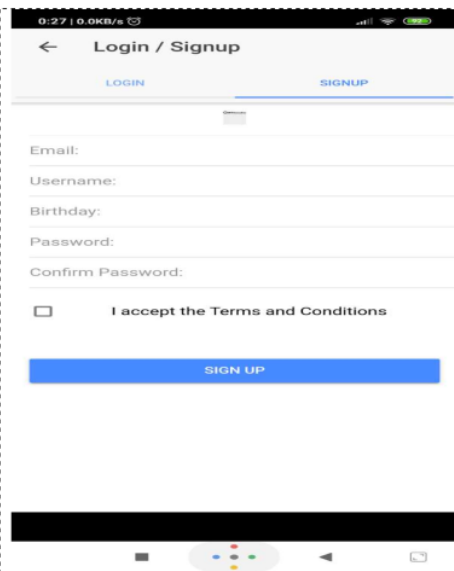 0:27 | 0.0KB/s
Login / Signup
LOGIN
SIGNUP
Email:
Username:
Birthday:
Password:
Confirm Password:
I accept the Terms and Conditions
SIGN UP